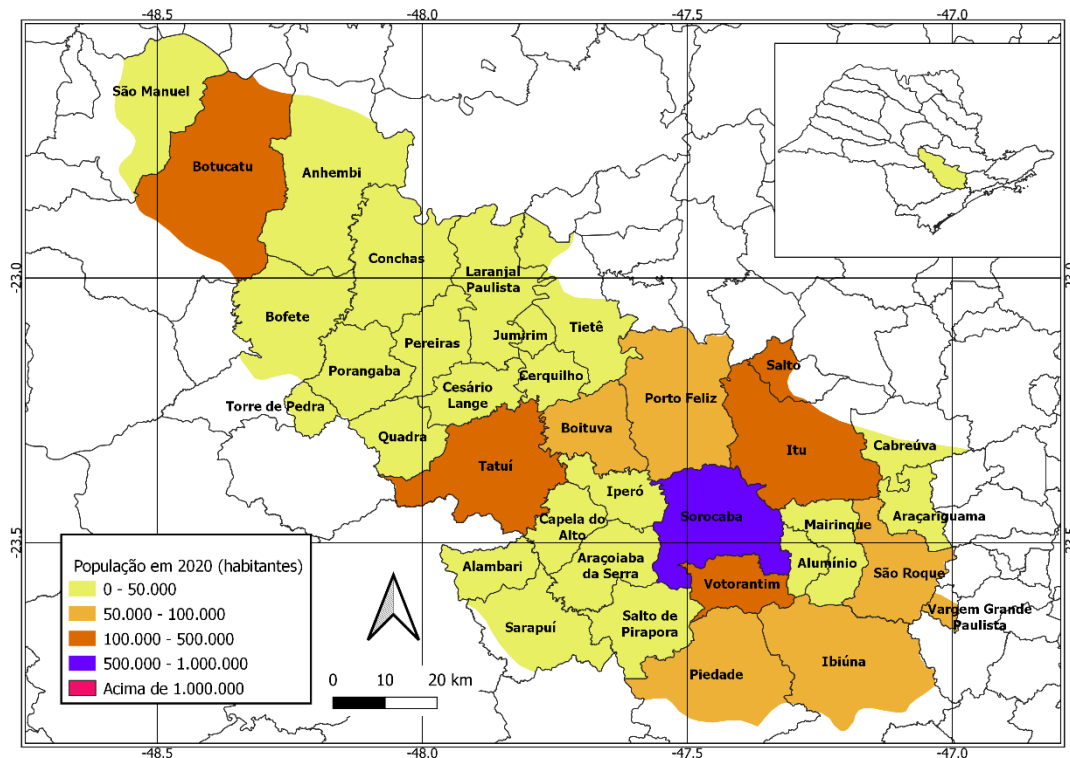 -48.5
-48.0
-47.5
-47.0
São Manuel
Botucatu
Anhembi
Conchas
Laranjal
Paulista
-23.0
-23.0
Bofete
Tietê
Jumirim
Pereiras
Salto
Porangaba
Cerquilho
Cesário
Lange
Porto Feliz
Torre de Pedra
Boituva
Quadra
Itu
Cabreúva
Tatuí
Iperó
Sorocaba
Araçariguama
Capela do
Alto
Mairinque
-23.5
-23.5
Araçoiaba
da Serra
Alumínio
Alambari
São Roque
Votorantim
Vargem Grande
Paulista
Salto de
Pirapora
Sarapuí
Ibiúna
Piedade
População em 2020 (habitantes)
0 - 50.000
50.000 - 100.000
100.000 - 500.000
500.000 - 1.000.000
Acima de 1.000.000
0 10 20 km
-48.5
-48.0
-47.5
-47.0